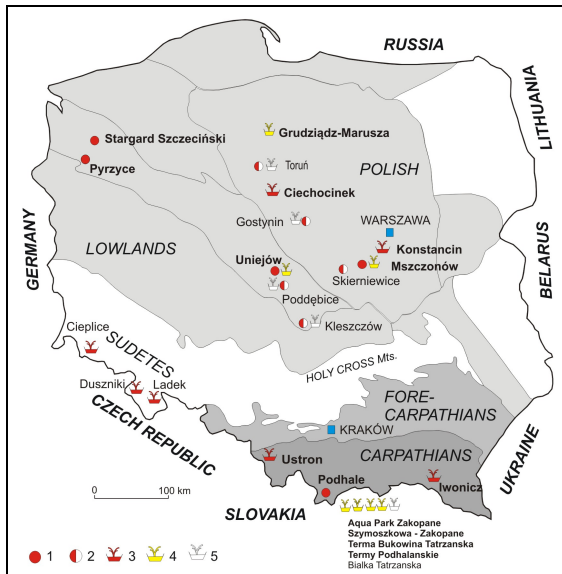 RUSSIA
LITHUANIA
Stargard Szczeciński
Grudziądz-Marusza
Pyrzyce
Toruń
POLISH
Ciechocinek
Gostynin
WARSZAWA
GERMANY
LOWLANDS
Konstancin
BELARUS
Uniejów
Mszczonów
Skierniewice
Poddębice
Cieplice
Kleszczów
SUDETES
HOLY CROSS Mts.
Duszniki
Ladek
FORE-
CARPATHIANS
CZECH REPUBLIC
KRAKÓW
UKRAINE
CARPATHIANS
Ustron
Podhale
Iwonicz
0 100 km
SLOVAKIA
Aqua Park Zakopane
Szymoszkowa - Zakopane
Terma Bukowina Tatrzanska
Termy Podhalanskie
Bialka Tatrzanska
1 2 3 4 5